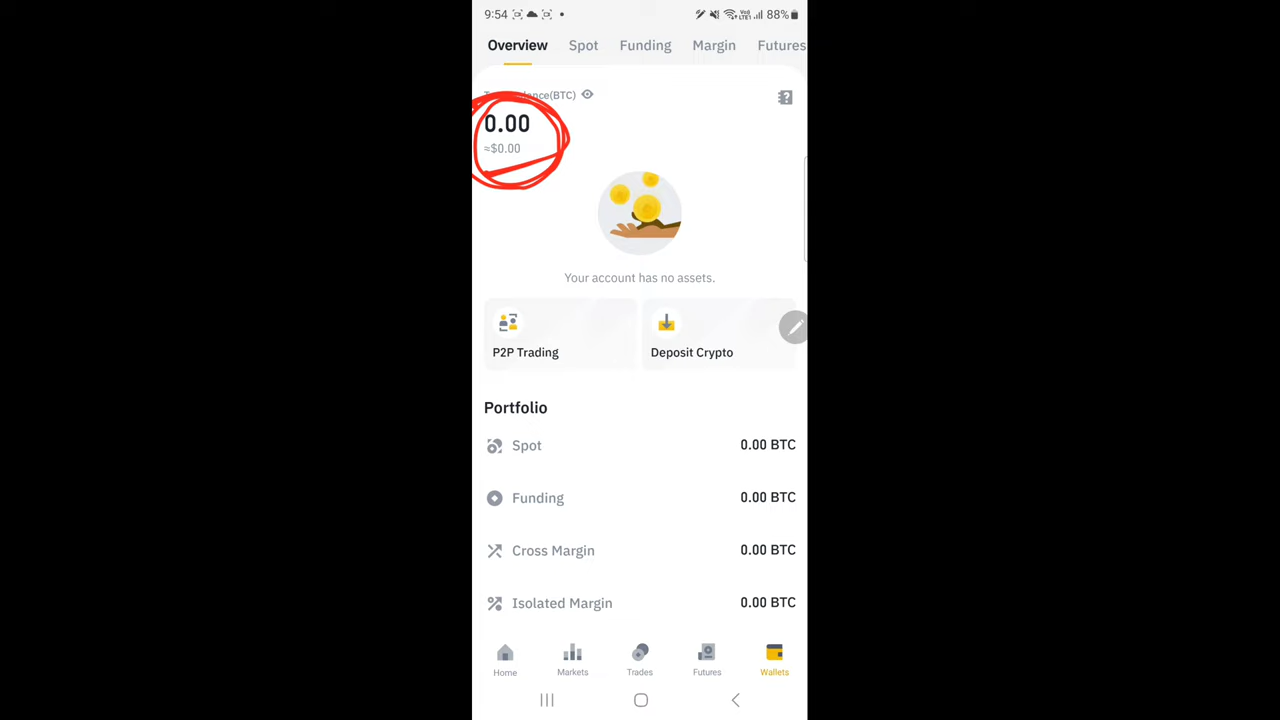 9:54
88%
Overview Spot Funding Margin Futures
(BTC)
0.00
≈$0.00
Your account has no assets.
P2P Trading
Deposit Crypto
Portfolio
Spot 0.00 BTC
Funding 0.00 BTC
Cross Margin 0.00 BTC
Isolated Margin 0.00 BTC
Home Markets Trades Futures Wallets